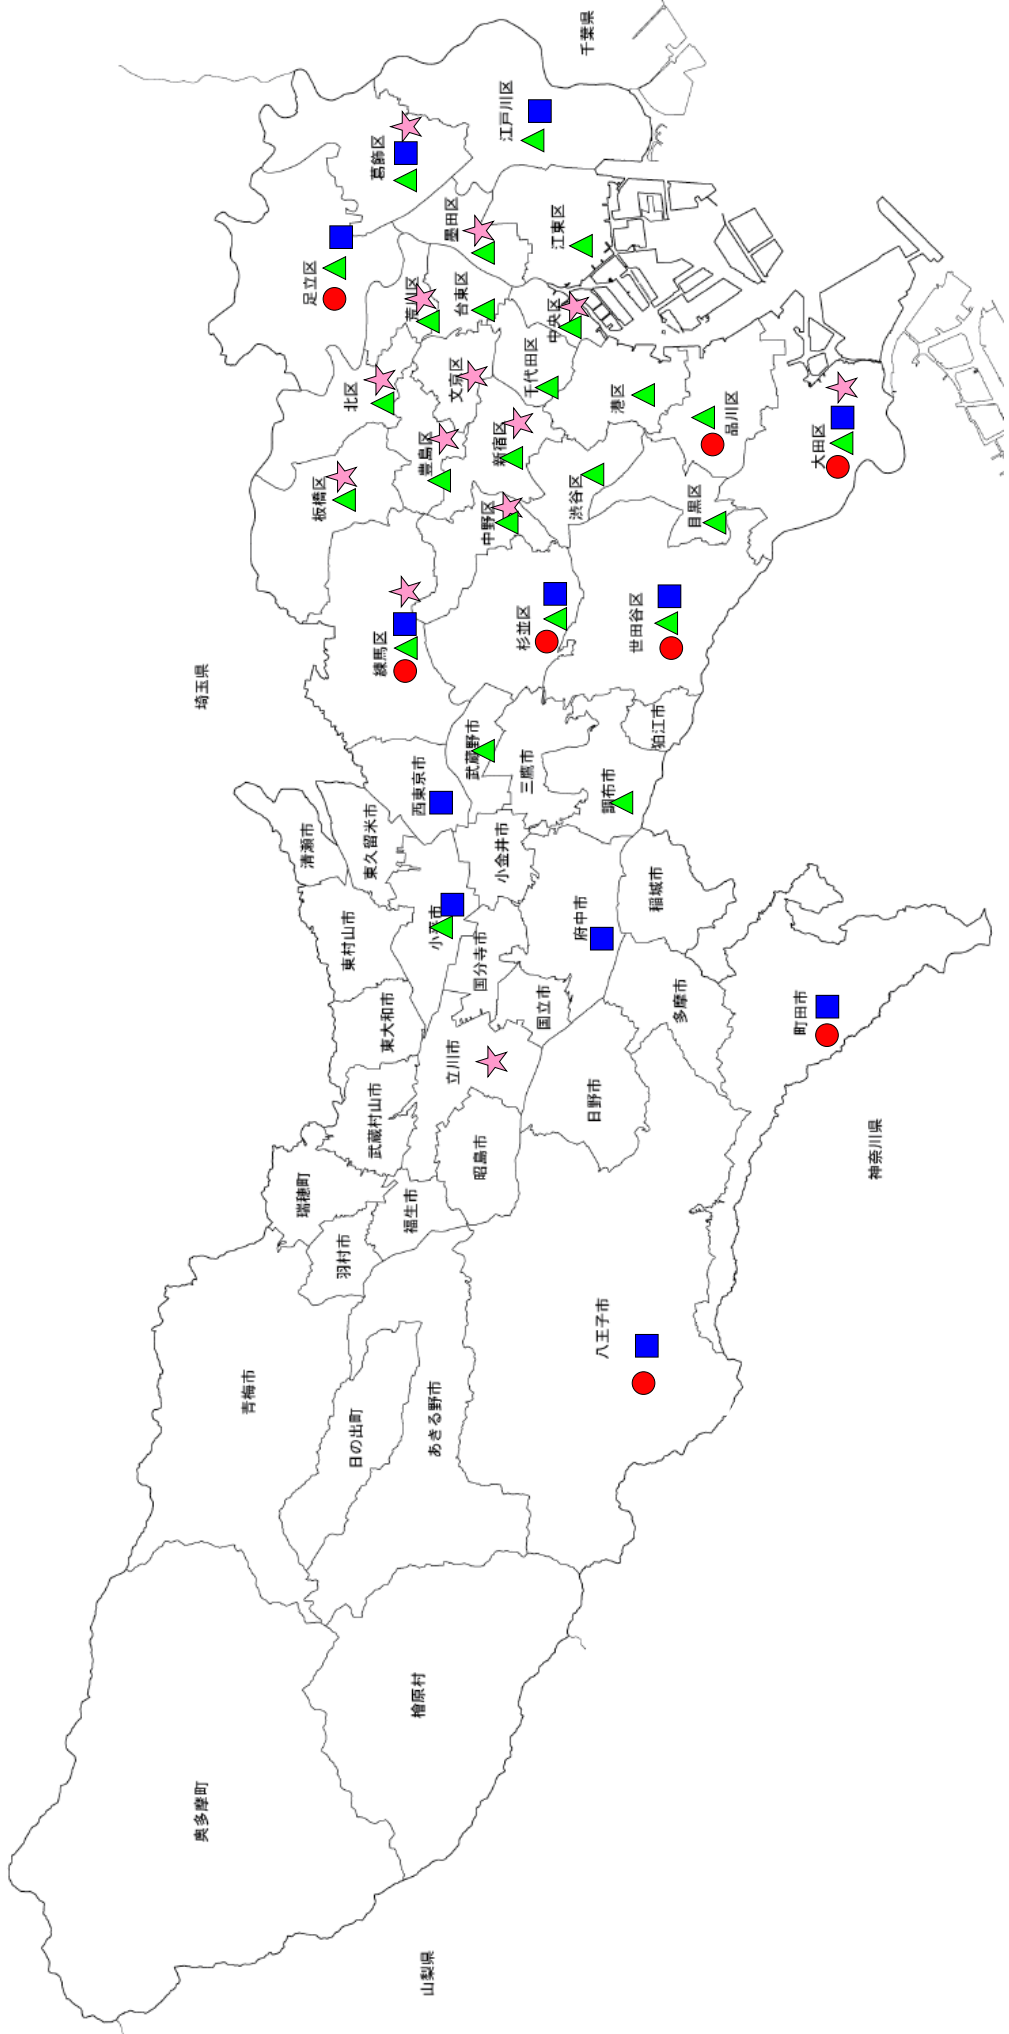 奥多摩町
檜原村
青梅市
日の出町
あきる野市
八王子市
瑞穂町
羽村市
福生市
武蔵村山市
昭島市
日野市
東大和市
立川市
国立市
多摩市
町田市
東村山市
小平市
国分寺市
府中市
稲城市
清瀬市
東久留米市
小金井市
西東京市
武蔵野市
三鷹市
調布市
狛江市
練馬区
杉並区
世田谷区
板橋区
豊島区
中野区
新宿区
渋谷区
目黒区
北区
文京区
千代田区
港区
品川区
大田区
足立区
荒川区
台東区
中央区
墨田区
江東区
葛飾区
江戸川区
埼玉県
千葉県
神奈川県
山梨県